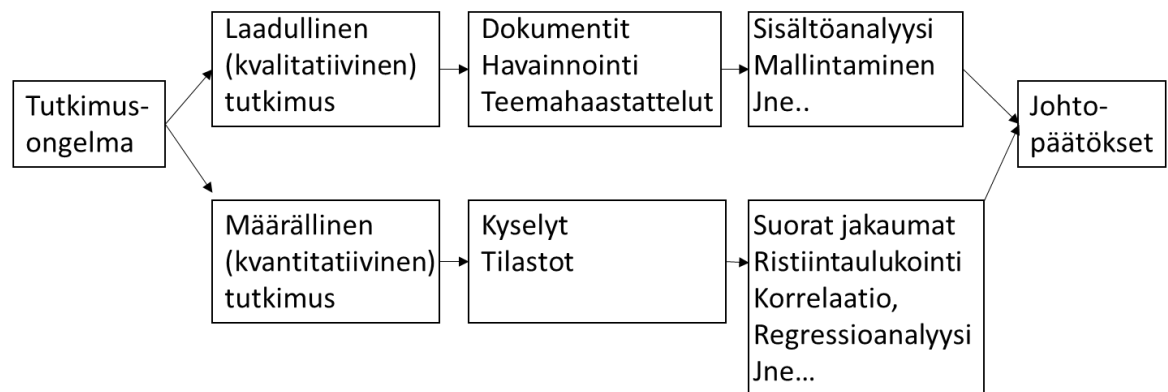 Tutkimus-
ongelma
Laadullinen
(kvalitatiivinen)
tutkimus
Dokumentit
Havainnointi
Teemahaastattelut
Sisältöanalyysi
Mallintaminen
Jne..
Johto-
päätökset
Määrällinen
(kvantitatiivinen)
tutkimus
Kyselyt
Tilastot
Suorat jakaumat
Ristiintaulukointi
Korrelaatio,
Regressioanalyysi
Jne...